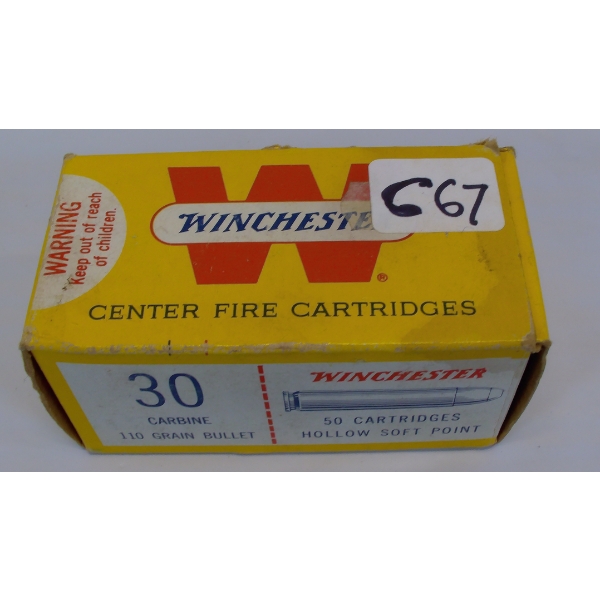 WARNING
Keep out of reach
of children.
WINCHESTE
C67
®
CENTER FIRE CARTRIDGES
30
CARBINE
110 GRAIN BULLET
WINCHESTER
50 CARTRIDGES
HOLLOW SOFT POINT